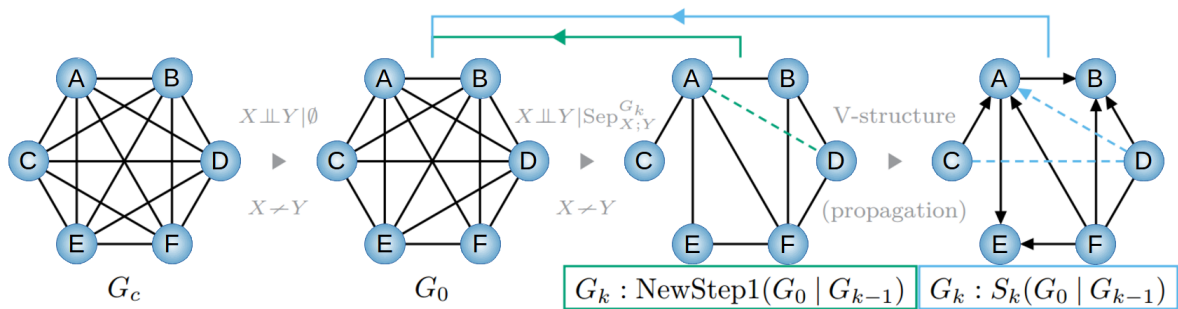 A B
C D
E F
G_c
X ⫫ Y|∅
X ≁ Y
A B
C D
E F
G_0
X ⫫ Y|Sep^{G_k}_{X;Y}
X ≁ Y
A B
C D
E F
G_k : NewStep1(G_0 | G_{k-1})
V-structure
(propagation)
A B
C D
E F
G_k : S_k(G_0 | G_{k-1})